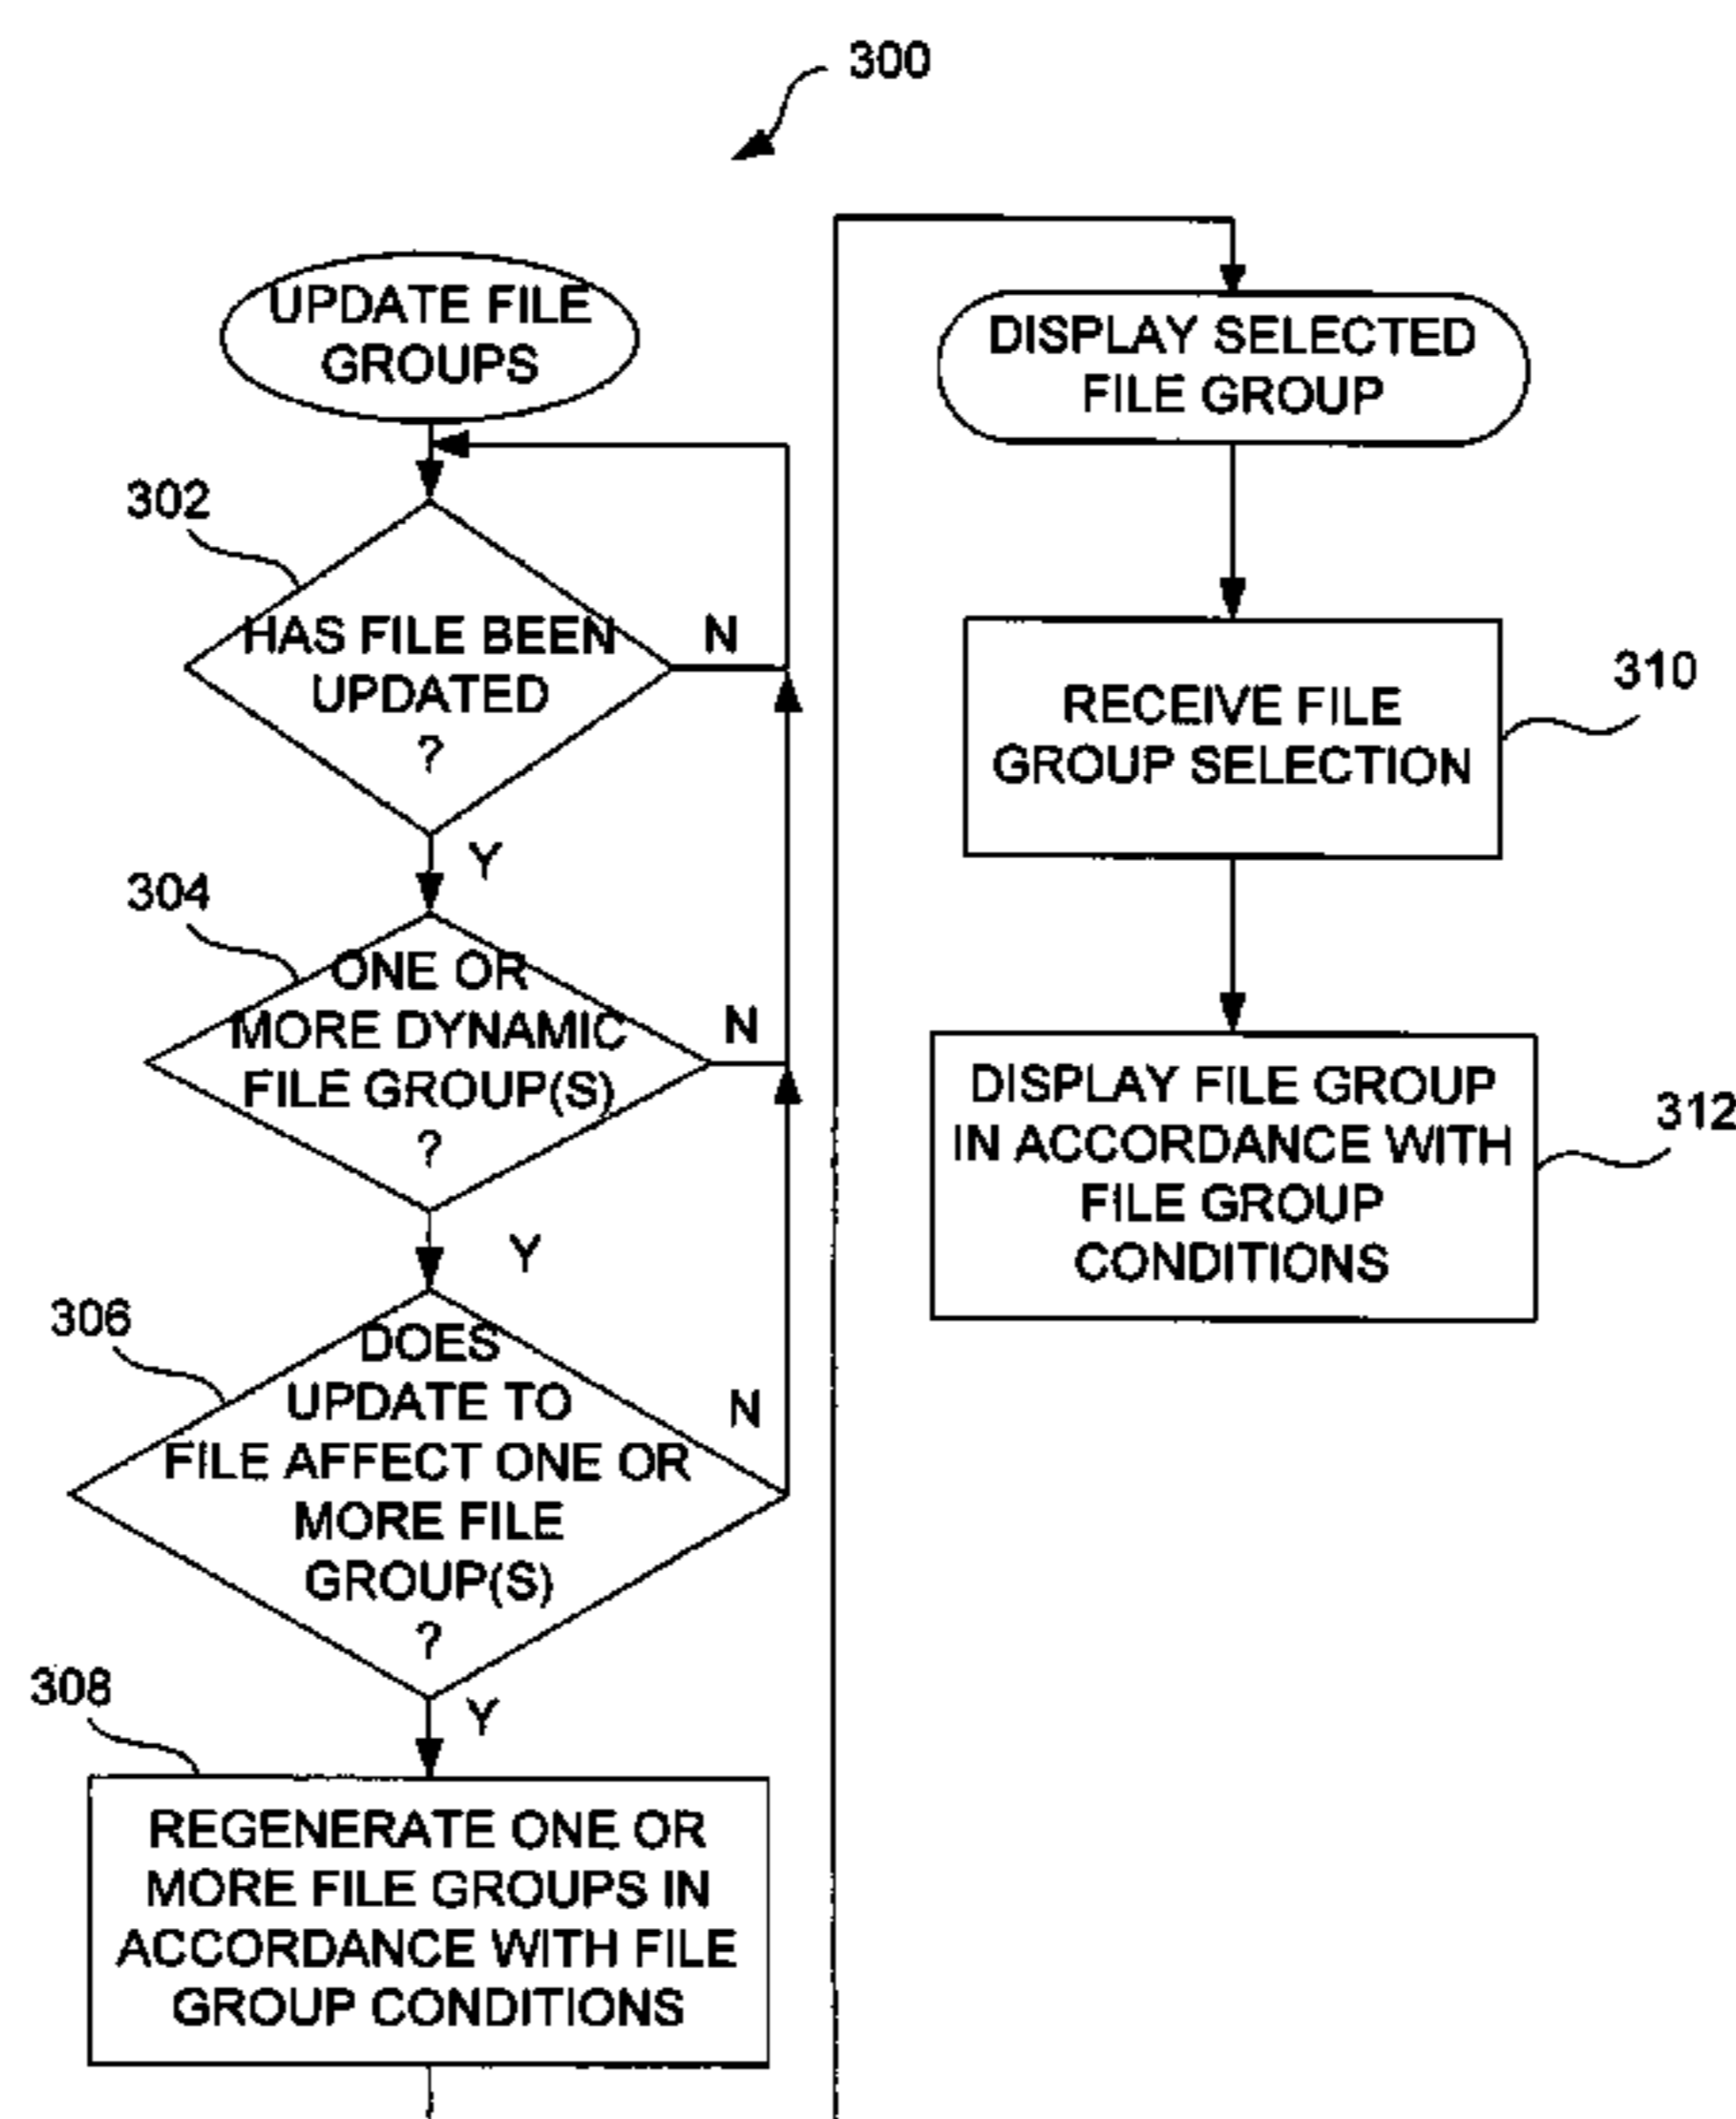 300
UPDATE FILE
GROUPS
302
HAS FILE BEEN
UPDATED
?
N
Y
304
ONE OR
MORE DYNAMIC
FILE GROUP(S)
?
N
Y
306
DOES
UPDATE TO
FILE AFFECT ONE OR
MORE FILE
GROUP(S)
?
N
Y
308
REGENERATE ONE OR
MORE FILE GROUPS IN
ACCORDANCE WITH FILE
GROUP CONDITIONS
DISPLAY SELECTED
FILE GROUP
RECEIVE FILE
GROUP SELECTION
310
DISPLAY FILE GROUP
IN ACCORDANCE WITH
FILE GROUP
CONDITIONS
312